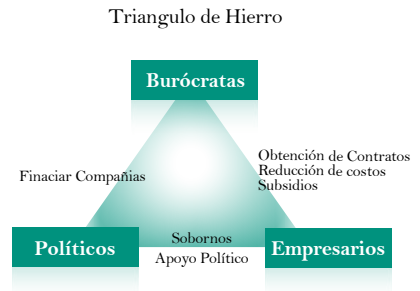 Triangulo de Hierro
Burócratas
Finaciar Compañias
Obtención de Contratos
Reducción de costos
Subsidios
Políticos
Sobornos
Apoyo Político
Empresarios